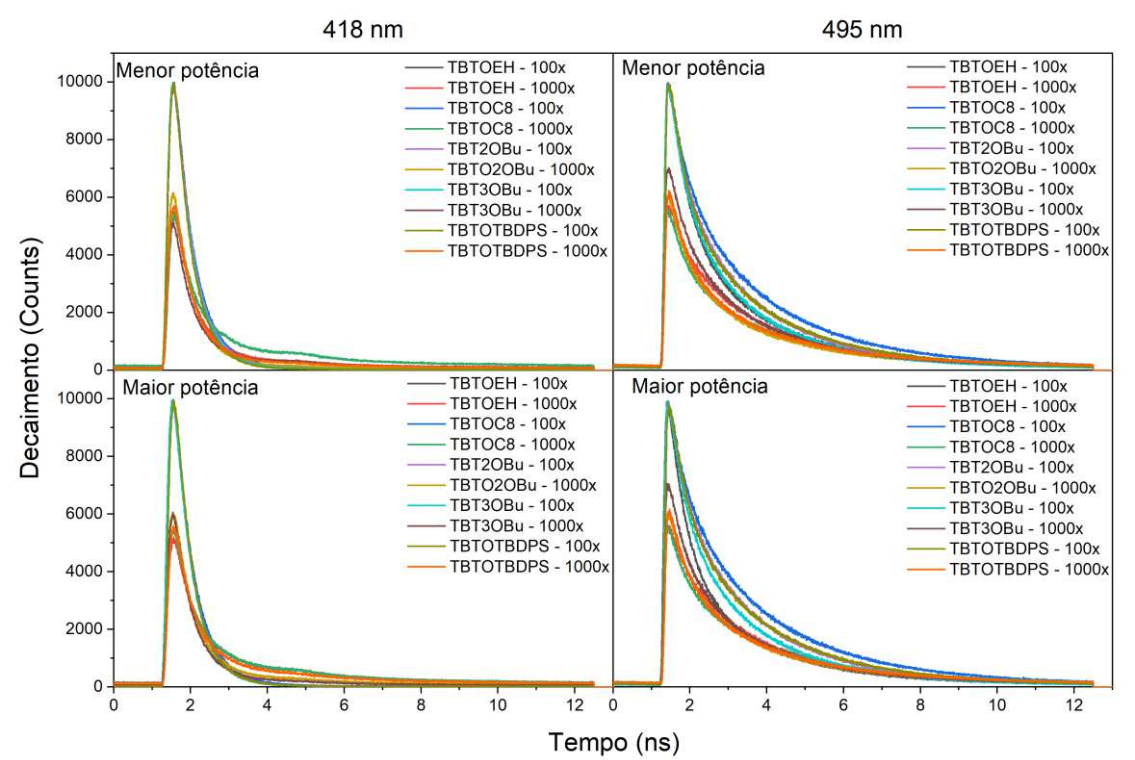 418 nm
495 nm
Menor potência
TBTOEH - 100x
TBTOEH - 1000x
TBTOC8 - 100x
TBTOC8 - 1000x
TBT2OBu - 100x
TBTO2OBu - 1000x
TBT3OBu - 100x
TBT3OBu - 1000x
TBTOTBDPS - 100x
TBTOTBDPS - 1000x
Menor potência
TBTOEH - 100x
TBTOEH - 1000x
TBTOC8 - 100x
TBTOC8 - 1000x
TBT2OBu - 100x
TBTO2OBu - 1000x
TBT3OBu - 100x
TBT3OBu - 1000x
TBTOTBDPS - 100x
TBTOTBDPS - 1000x
10000
8000
6000
4000
2000
0
Maior potência
TBTOEH - 100x
TBTOEH - 1000x
TBTOC8 - 100x
TBTOC8 - 1000x
TBT2OBu - 100x
TBTO2OBu - 1000x
TBT3OBu - 100x
TBT3OBu - 1000x
TBTOTBDPS - 100x
TBTOTBDPS - 1000x
Maior potência
TBTOEH - 100x
TBTOEH - 1000x
TBTOC8 - 100x
TBTOC8 - 1000x
TBT2OBu - 100x
TBTO2OBu - 1000x
TBT3OBu - 100x
TBT3OBu - 1000x
TBTOTBDPS - 100x
TBTOTBDPS - 1000x
10000
8000
6000
4000
2000
0
Decaimento (Counts)
0 2 4 6 8 10 12 0 2 4 6 8 10 12
Tempo (ns)